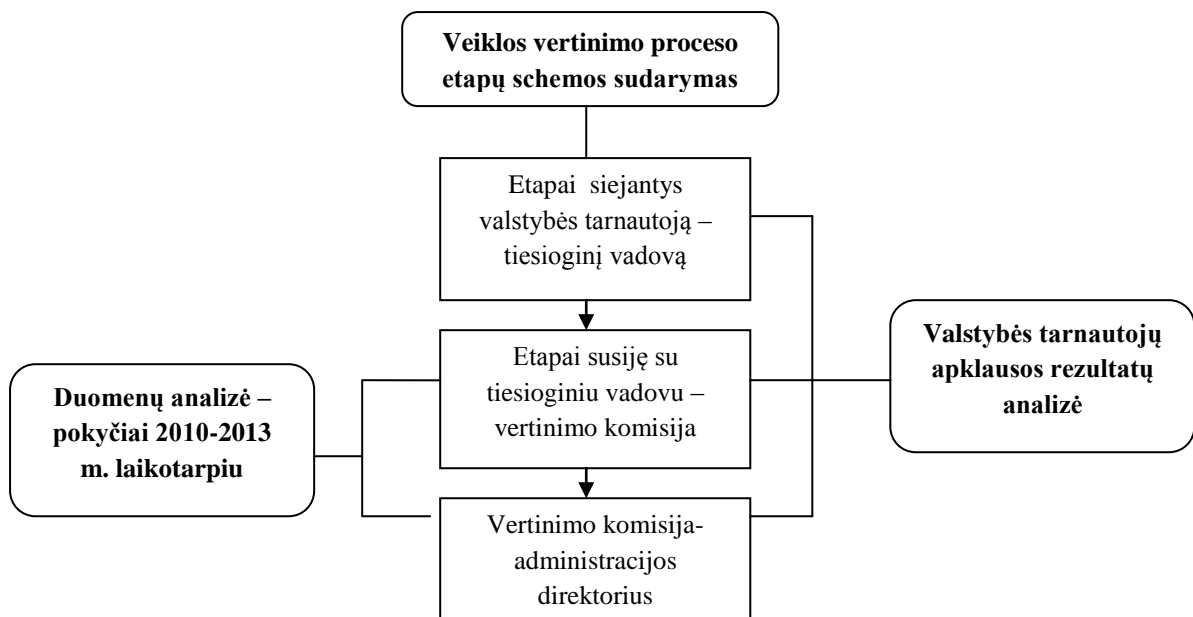 Veiklos vertinimo proceso
etapų schemos sudarymas
Etapai siejantys
valstybės tarnautoją –
tiesioginį vadovą
Etapai susiję su
tiesioginiu vadovu –
vertinimo komisija
Valstybės tarnautojų
apklausos rezultatų
analizė
Duomenų analizė –
pokyčiai 2010-2013
m. laikotarpiu
Vertinimo komisija-
administracijos
direktorius